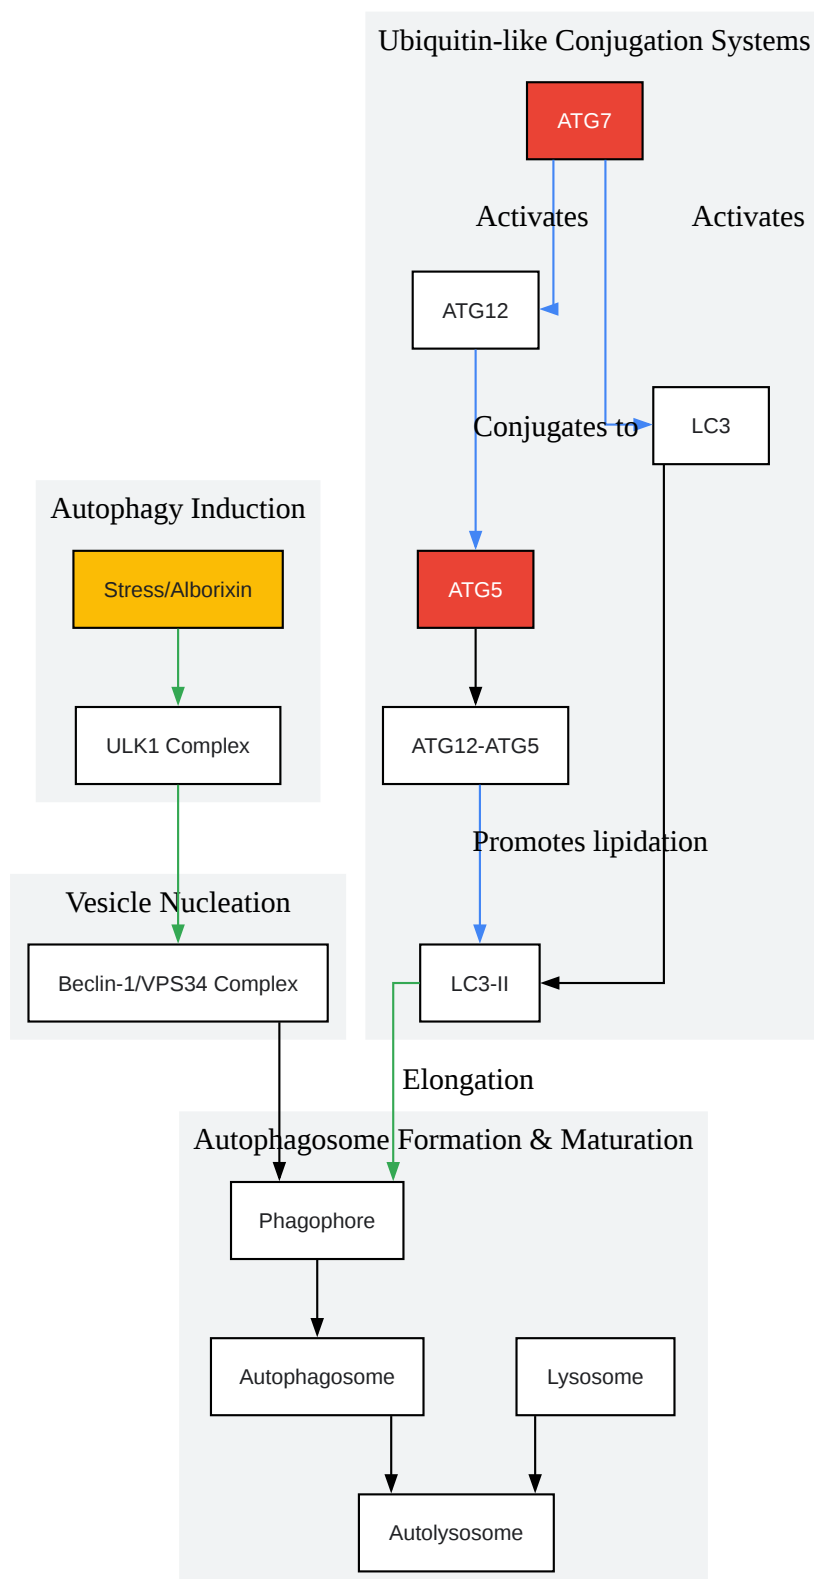 Ubiquitin-like Conjugation Systems
ATG7
Activates
Activates
ATG12
LC3
Conjugates to
Autophagy Induction
Stress/Alborixin
ATG5
ULK1 Complex
ATG12-ATG5
Promotes lipidation
Vesicle Nucleation
Beclin-1/VPS34 Complex
LC3-II
Elongation
Autophagosome Formation & Maturation
Phagophore
Autophagosome
Lysosome
Autolysosome